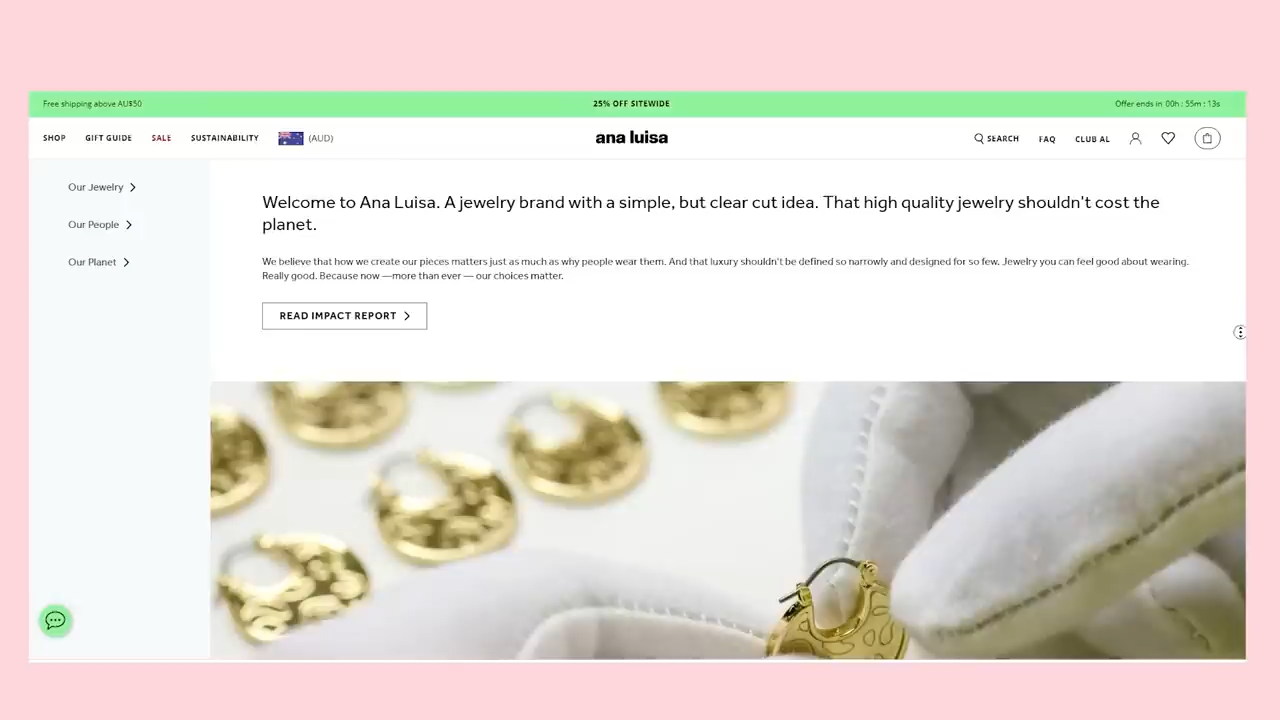 Free shipping above AU$50
25% OFF SITEWIDE
Offer ends in 00h : 55m : 13s
SHOP GIFT GUIDE SALE SUSTAINABILITY (AUD)
ana luisa
SEARCH FAQ CLUB AL
Our Jewelry
Our People
Our Planet
Welcome to Ana Luisa. A jewelry brand with a simple, but clear cut idea. That high quality jewelry shouldn't cost the
planet.
We believe that how we create our pieces matters just as much as why people wear them. And that luxury shouldn't be defined so narrowly and designed for so few. Jewelry you can feel good about wearing.
Really good. Because now —more than ever — our choices matter.
READ IMPACT REPORT